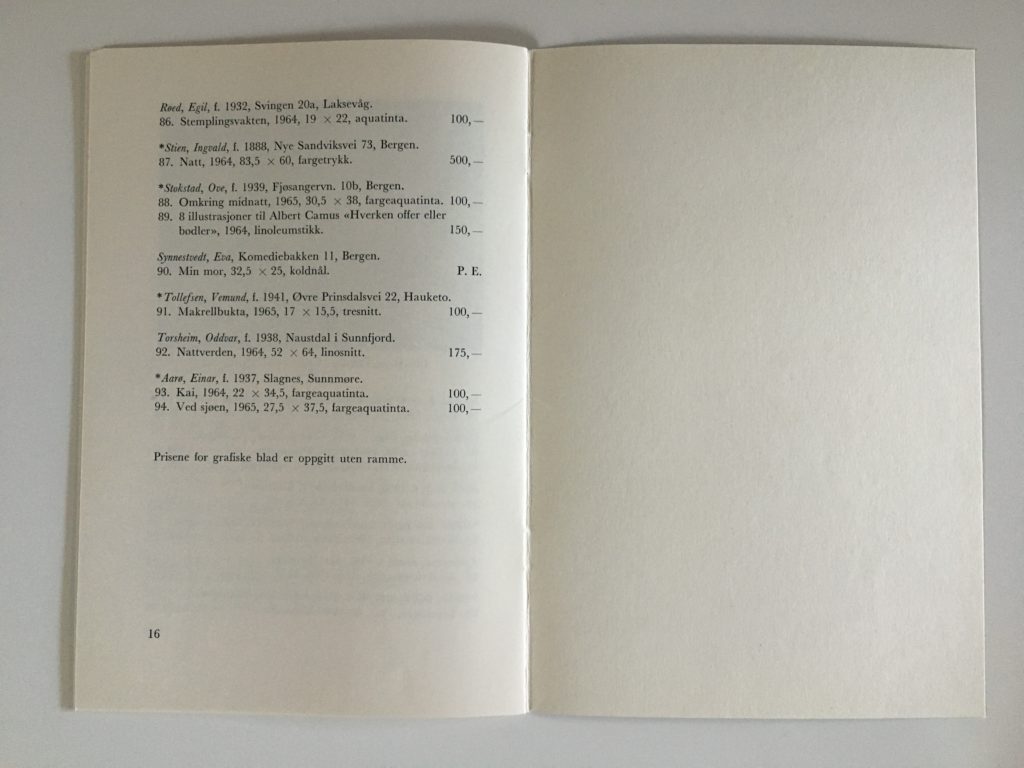 Røed, Egil, f. 1932, Svingen 20a, Laksevåg.
86. Stemplingsvakten, 1964, 19 × 22, aquatinta. 100,—
*Stien, Ingvald, f. 1888, Nye Sandviksvei 73, Bergen.
87. Natt, 1964, 83,5 × 60, fargetrykk. 500,—
*Stokstad, Ove, f. 1939, Fjøsangervn. 10b, Bergen.
88. Omkring midnatt, 1965, 30,5 × 38, fargeaquatinta. 100,—
89. 8 illustrasjoner til Albert Camus «Hverken offer eller
bødler», 1964, linoleumstikk. 150,—
Synnestvedt, Eva, Komediebakken 11, Bergen.
90. Min mor, 32,5 × 25, koldnål. P. E.
*Tollefsen, Vemund, f. 1941, Øvre Prinsdalsvei 22, Hauketo.
91. Makrellbukta, 1965, 17 × 15,5, tresnitt. 100,—
Torsheim, Oddvar, f. 1938, Naustdal i Sunnfjord.
92. Nattverden, 1964, 52 × 64, linosnitt. 175,—
*Aarø, Einar, f. 1937, Slagnes, Sunnmøre.
93. Kai, 1964, 22 × 34,5, fargeaquatinta. 100,—
94. Ved sjøen, 1965, 27,5 × 37,5, fargeaquatinta. 100,—
Prisene for grafiske blad er oppgitt uten ramme.
16